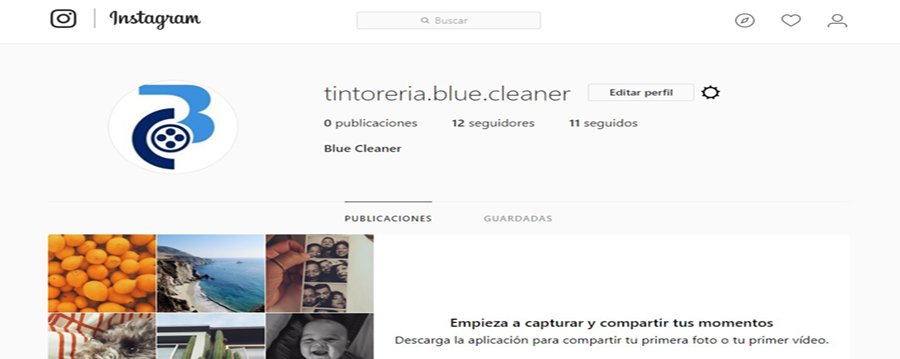 Instagram
Buscar
tintoreria.blue.cleaner Editar perfil
0 publicaciones 12 seguidores 11 seguidos
Blue Cleaner
PUBLICACIONES GUARDADAS
Empieza a capturar y compartir tus momentos
Descarga la aplicación para compartir tu primera foto o tu primer vídeo.